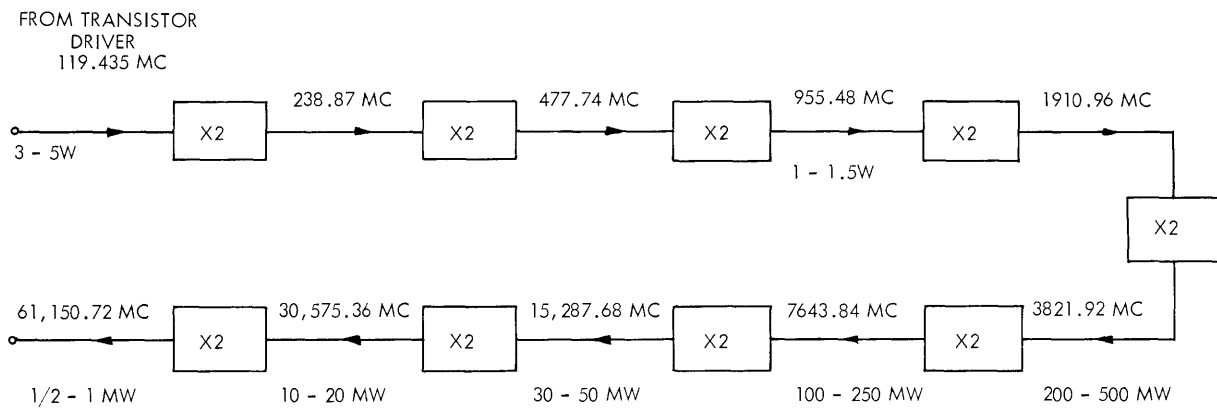 FROM TRANSISTOR
DRIVER
119.435 MC
238.87 MC
477.74 MC
955.48 MC
1910.96 MC
X2
X2
X2
X2
3 - 5W
1 - 1.5W
X2
61,150.72 MC
30,575.36 MC
15,287.68 MC
7643.84 MC
3821.92 MC
X2
X2
X2
X2
1/2 - 1 MW
10 - 20 MW
30 - 50 MW
100 - 250 MW
200 - 500 MW